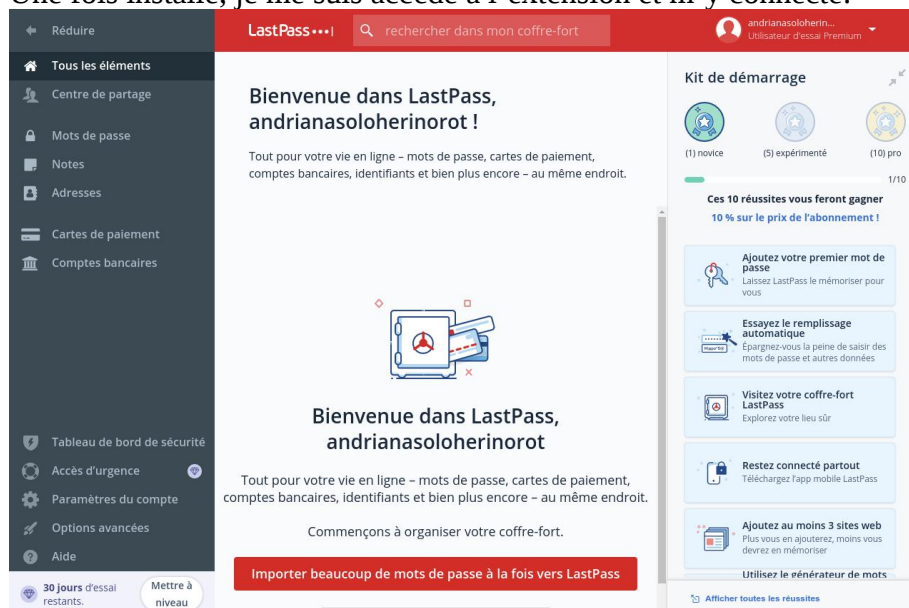 Une fois installé, je me suis accédé à l'extension et m'y connecté.
Réduire
LastPass
rechercher dans mon coffre-fort
andrianasoloherin...
Utilisateur d'essai Premium
Tous les éléments
Centre de partage
Mots de passe
Notes
Adresses
Cartes de paiement
Comptes bancaires
Tableau de bord de sécurité
Accès d'urgence
Paramètres du compte
Options avancées
Aide
30 jours d'essai
restants.
Mettre à
niveau
Bienvenue dans LastPass,
andrianasoloherinorot !
Tout pour votre vie en ligne – mots de passe, cartes de paiement,
comptes bancaires, identifiants et bien plus encore – au même endroit.
Bienvenue dans LastPass,
andrianasoloherinorot
Tout pour votre vie en ligne – mots de passe, cartes de paiement,
comptes bancaires, identifiants et bien plus encore – au même endroit.
Commençons à organiser votre coffre-fort.
Importer beaucoup de mots de passe à la fois vers LastPass
Kit de démarrage
(1) novice
(5) expérimenté
(10) pro
1/10
Ces 10 réussites vous feront gagner
10 % sur le prix de l'abonnement !
Ajoutez votre premier mot de
passe
Laissez LastPass le mémoriser pour
vous
Essayez le remplissage
automatique
Épargnez-vous la peine de saisir des
mots de passe et autres données
Visitez votre coffre-fort
LastPass
Explorez votre lieu sûr
Restez connecté partout
Téléchargez l'app mobile LastPass
Ajoutez au moins 3 sites web
Plus vous en ajouterez, moins vous
devrez en mémoriser
Utilisez le générateur de mots
Afficher toutes les réussites